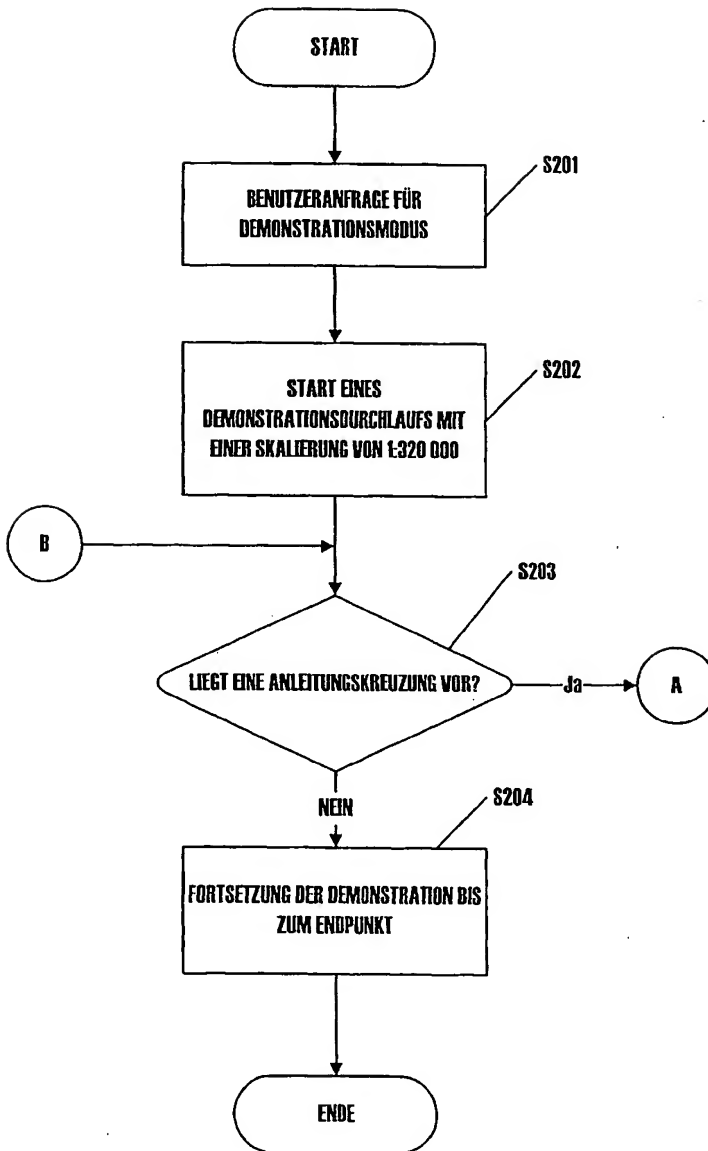 START
S201
BENUTZERANFRAGE FÜR
DEMONSTRATIONSMODUS
S202
START EINES
DEMONSTRATIONSDURCHLAUFS MIT
EINER SKALIERUNG VON 1:320 000
B
S203
LIEGT EINE ANLEITUNGSKREUZUNG VOR?
Ja
A
NEIN
S204
FORTSETZUNG DER DEMONSTRATION BIS
ZUM ENDPUNKT
ENDE